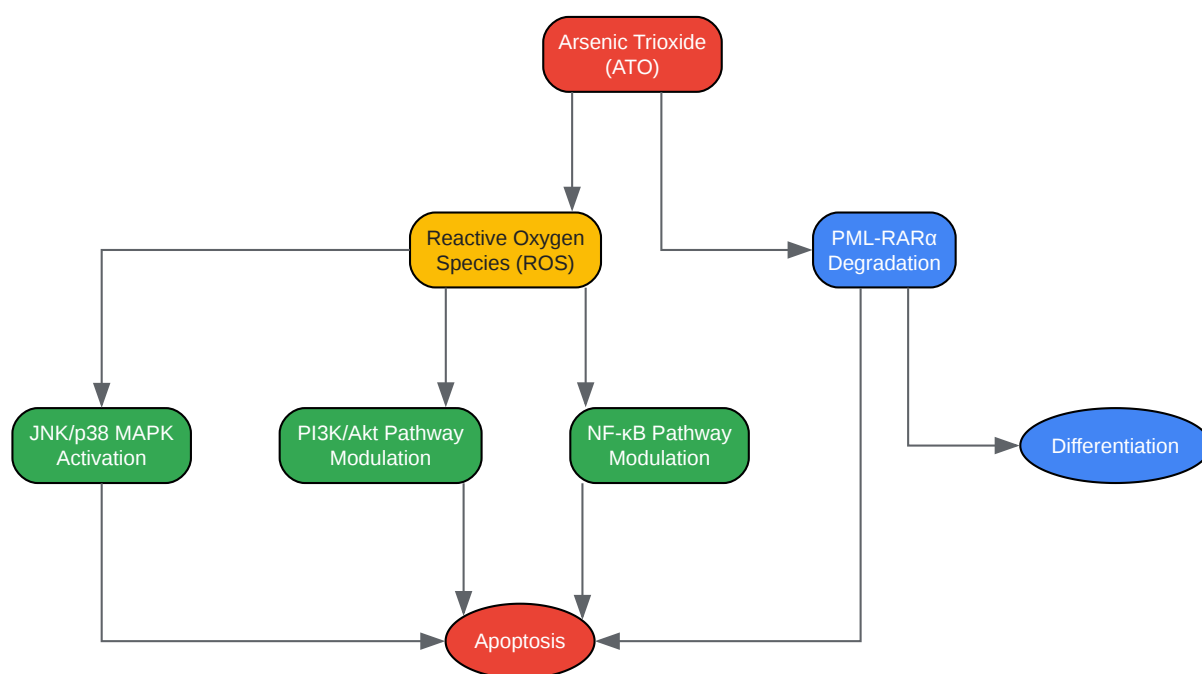 Arsenic Trioxide
(ATO)
Reactive Oxygen
Species (ROS)
PML-RARα
Degradation
JNK/p38 MAPK
Activation
PI3K/Akt Pathway
Modulation
NF-κB Pathway
Modulation
Differentiation
Apoptosis